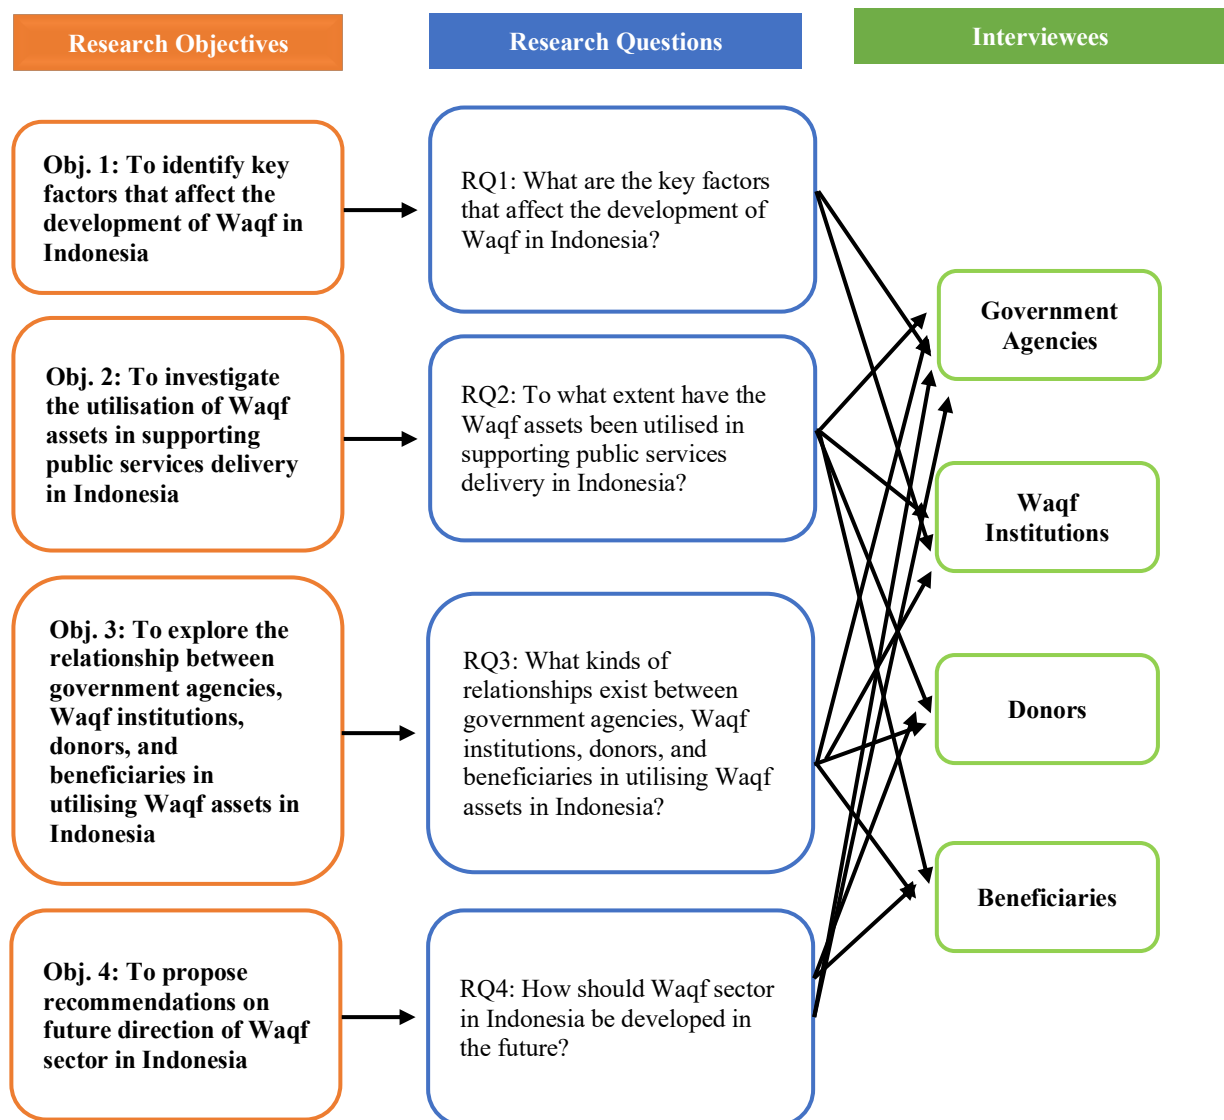 Research Objectives
Research Questions
Interviewees
Obj. 1: To identify key
factors that affect the
development of Waqf in
Indonesia
RQ1: What are the key factors
that affect the development of
Waqf in Indonesia?
Government
Agencies
Obj. 2: To investigate
the utilisation of Waqf
assets in supporting
public services delivery
in Indonesia
RQ2: To what extent have the
Waqf assets been utilised in
supporting public services
delivery in Indonesia?
Waqf
Institutions
Obj. 3: To explore the
relationship between
government agencies,
Waqf institutions,
donors, and
beneficiaries in
utilising Waqf assets in
Indonesia
RQ3: What kinds of
relationships exist between
government agencies, Waqf
institutions, donors, and
beneficiaries in utilising Waqf
assets in Indonesia?
Donors
Beneficiaries
Obj. 4: To propose
recommendations on
future direction of Waqf
sector in Indonesia
RQ4: How should Waqf sector
in Indonesia be developed in
the future?